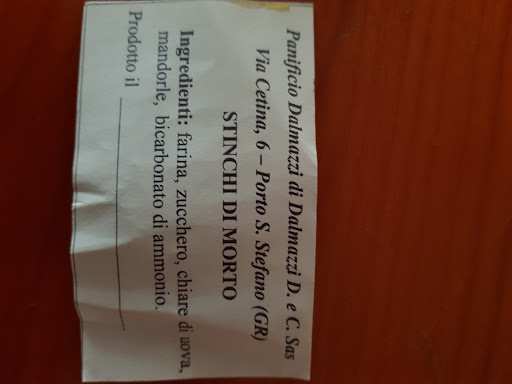 Panificio Dalmazzi di Dalmazzi D. e C. Sas
Via Cetina, 6 – Porto S. Stefano (GR)
STINCHI DI MORTO
Ingredienti: farina, zucchero, chiare di uova,
mandorle, bicarbonato di ammonio.
Prodotto il